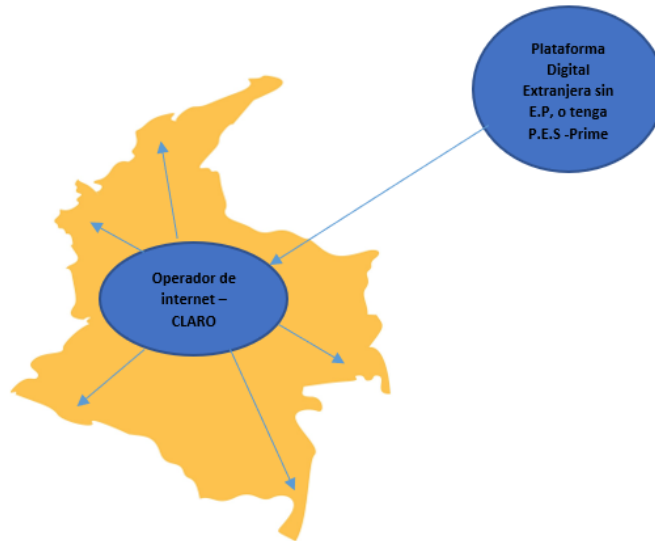 Plataforma
Digital
Extranjera sin
E.P, o tenga
P.E.S -Prime
Operador de
internet –
CLARO